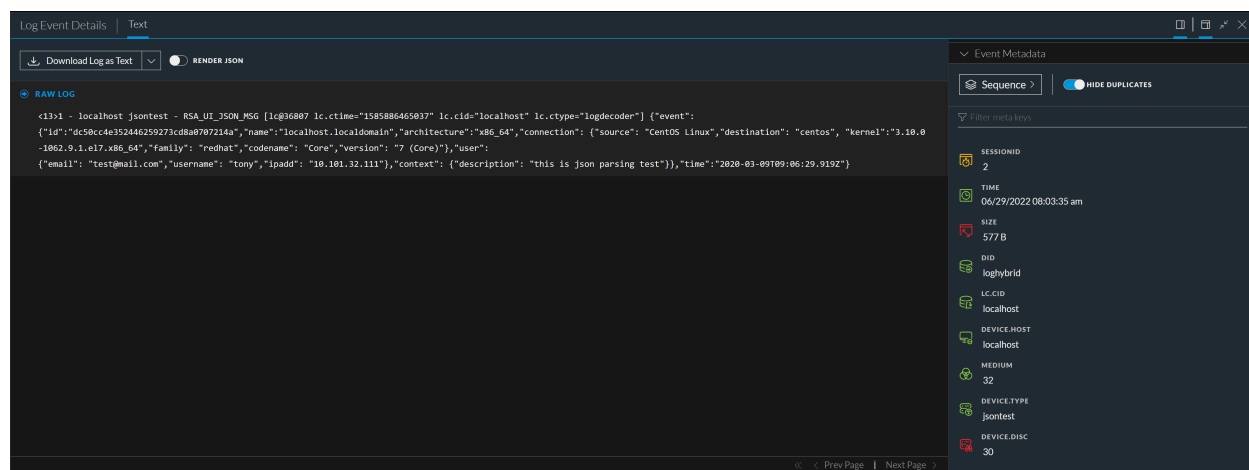 Log Event Details | Text
Download Log as Text
RENDER JSON
RAW LOG
<13>1 - localhost jsontest - RSA_UI_JSON_MSG [lc@36807 lc.ctime="1585886465037" lc.cid="localhost" lc.ctype="logdecoder"] {"event":
{"id":"dc50cc4e352446259273cd8a0707214a","name":"localhost.localdomain","architecture":"x86_64","connection": {"source": "CentOS Linux","destination": "centos", "kernel":"3.10.0
-1062.9.1.el7.x86_64","family": "redhat","codename": "Core","version": "7 (Core)"},"user":
{"email": "test@mail.com","username": "tony","ipadd": "10.101.32.111"},"context": {"description": "this is json parsing test"}},"time":"2020-03-09T09:06:29.919Z"}
<< < Prev Page | Next Page >
Event Metadata
Sequence >
HIDE DUPLICATES
Filter meta keys
SESSIONID
2
TIME
06/29/2022 08:03:35 am
SIZE
577 B
DID
loghybrid
LC.CID
localhost
DEVICE.HOST
localhost
MEDIUM
32
DEVICE.TYPE
jsontest
DEVICE.DISC
30